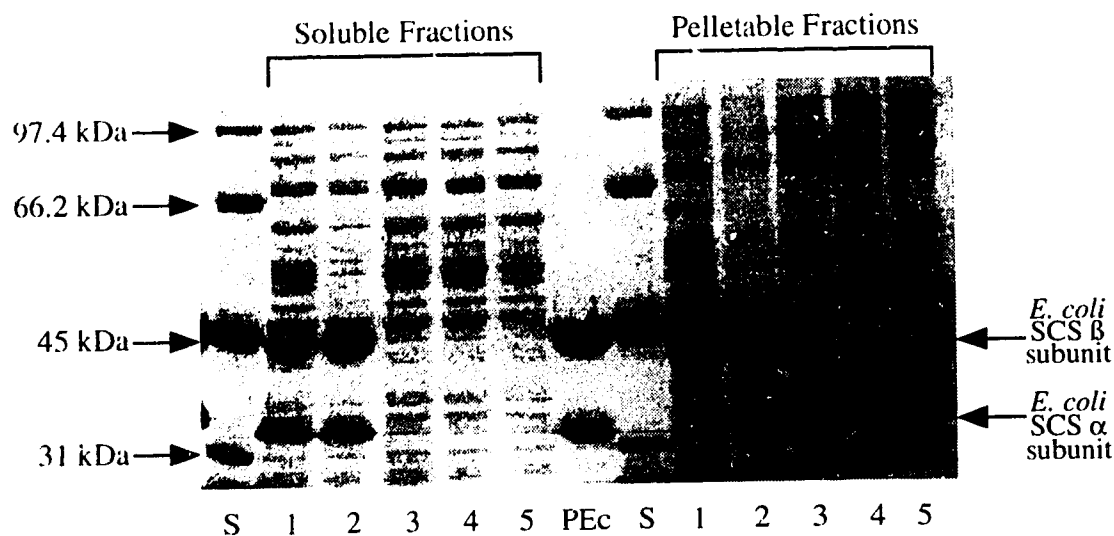 Soluble Fractions
Pelletable Fractions
97.4 kDa
66.2 kDa
45 kDa
31 kDa
E. coli
SCS ß
subunit
E. coli
SCS α
subunit
S 1 2 3 4 5 PEc S 1 2 3 4 5